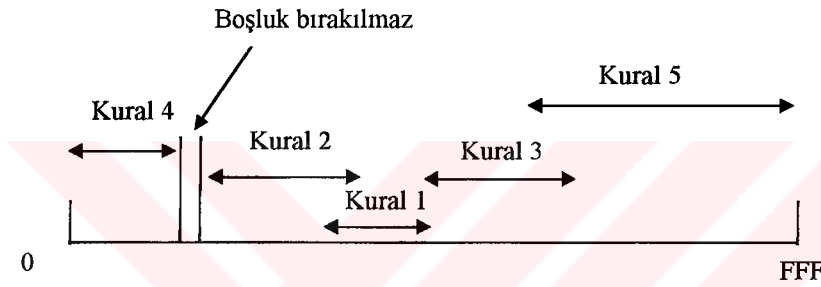 Boşluk bırakılmaz
Kural 5
Kural 4
Kural 2
Kural 3
Kural 1
0
FFF